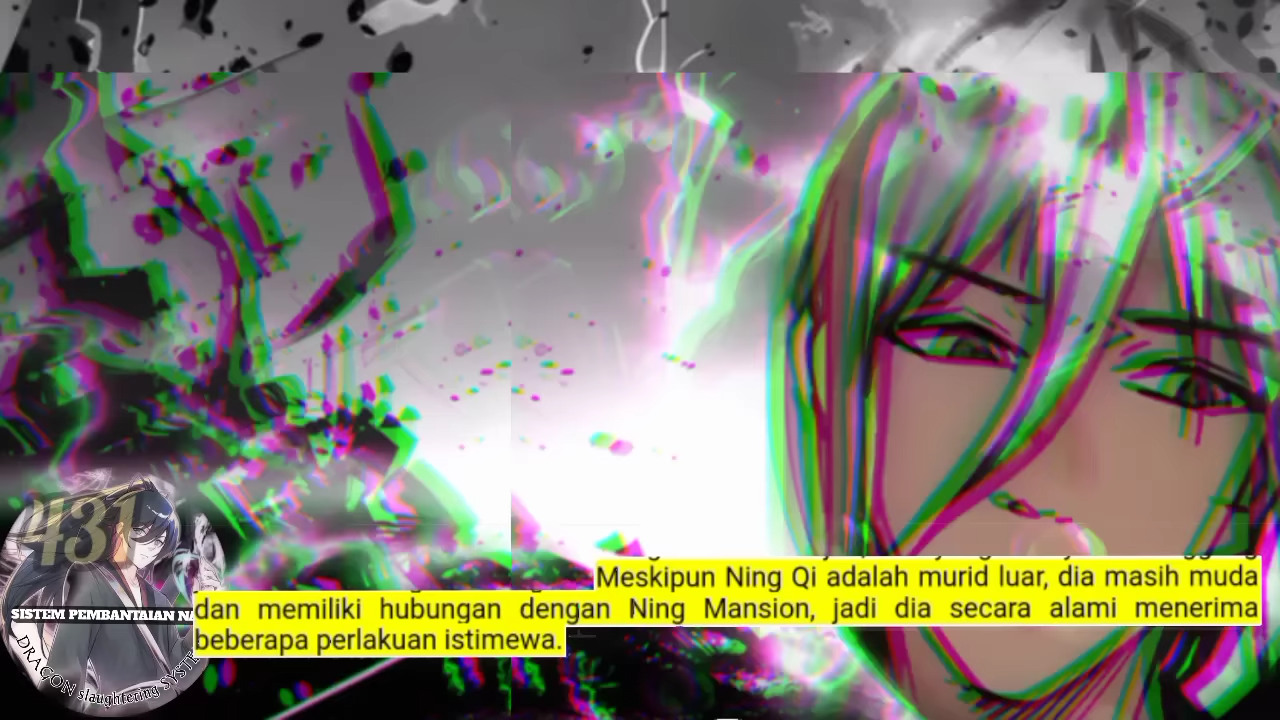 431
SISTEM PEMBANTAIAN NA
DRAGON slaughtering SYSTE
Meskipun Ning Qi adalah murid luar, dia masih muda
dan memiliki hubungan dengan Ning Mansion, jadi dia secara alami menerima
beberapa perlakuan istimewa.